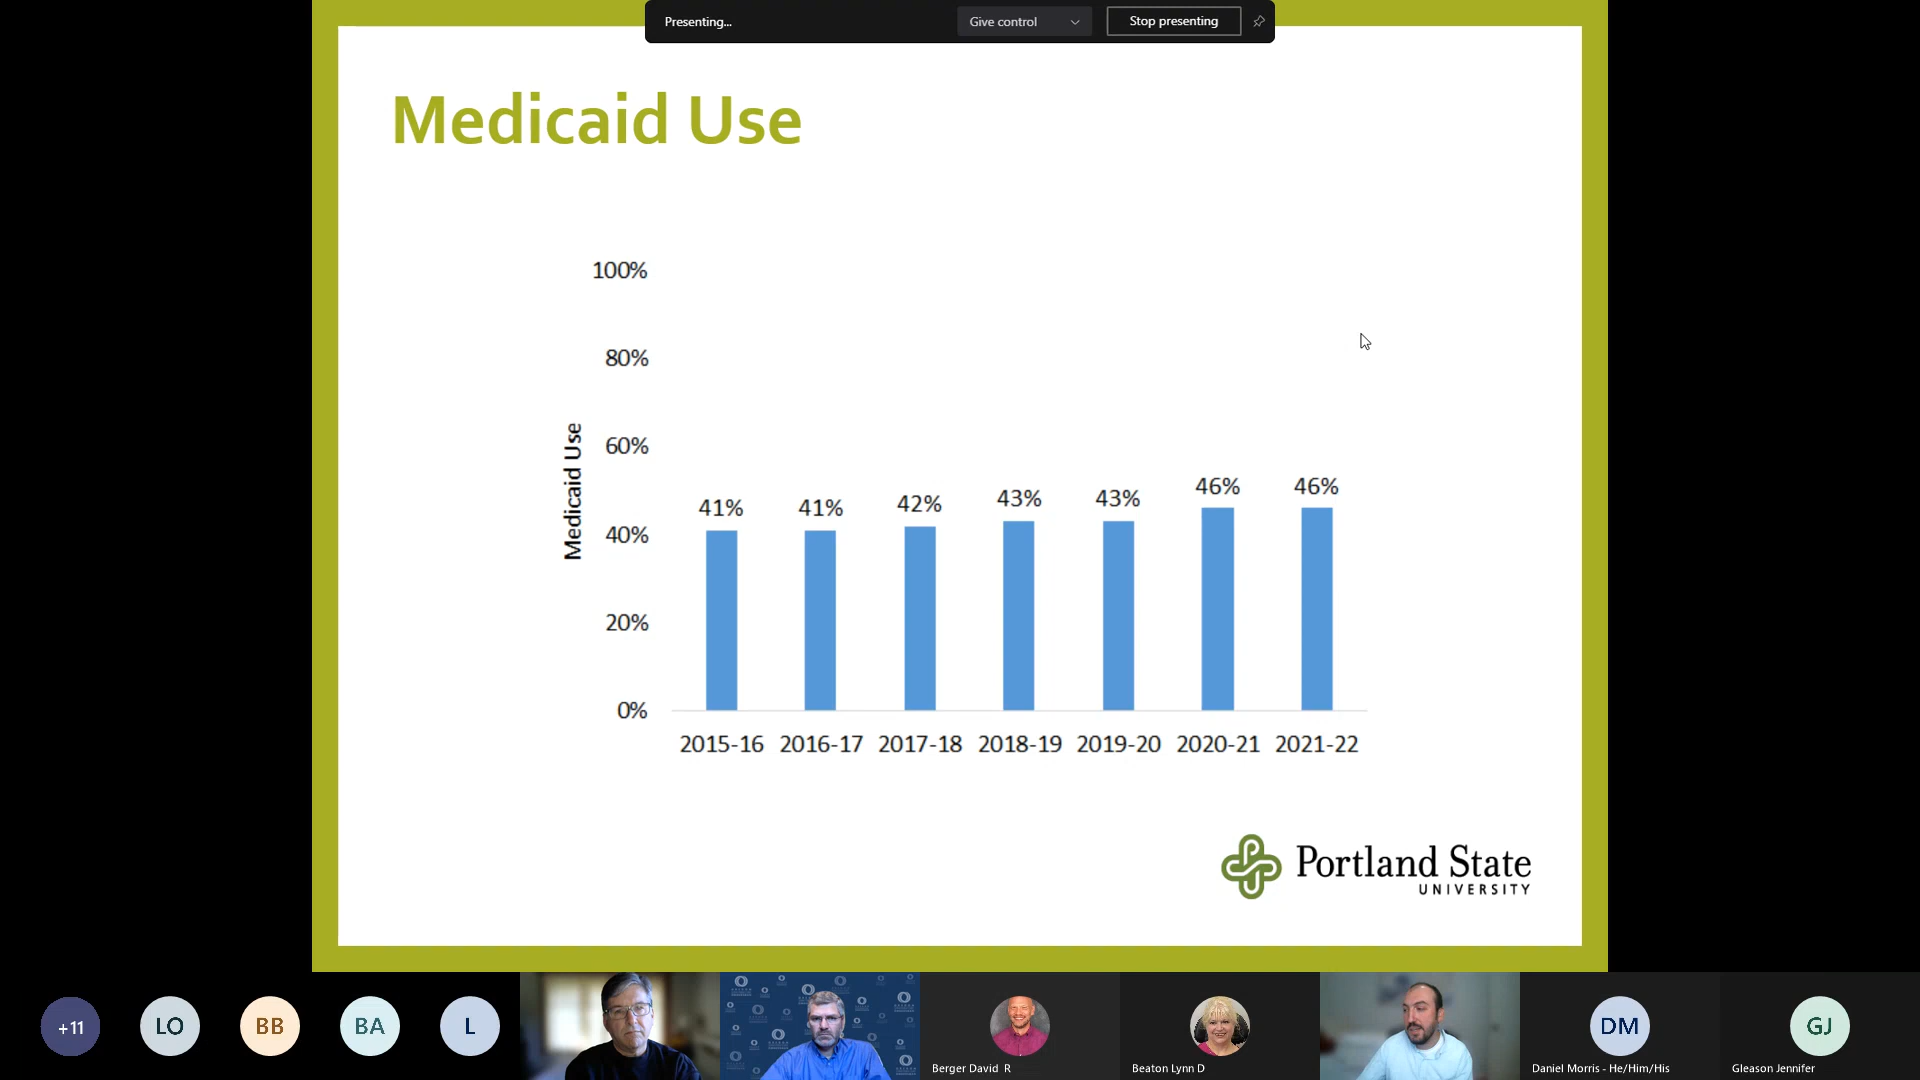 Presenting...
Give control
Stop presenting
Medicaid Use
100%
80%
60%
40%
20%
0%
Medicaid Use
41%
41%
42%
43%
43%
46%
46%
2015-16 2016-17 2017-18 2018-19 2019-20 2020-21 2021-22
Portland State
UNIVERSITY
+11
LO
BB
BA
L
Berger David R
Beaton Lynn D
DM
Daniel Morris - He/Him/His
GJ
Gleason Jennifer